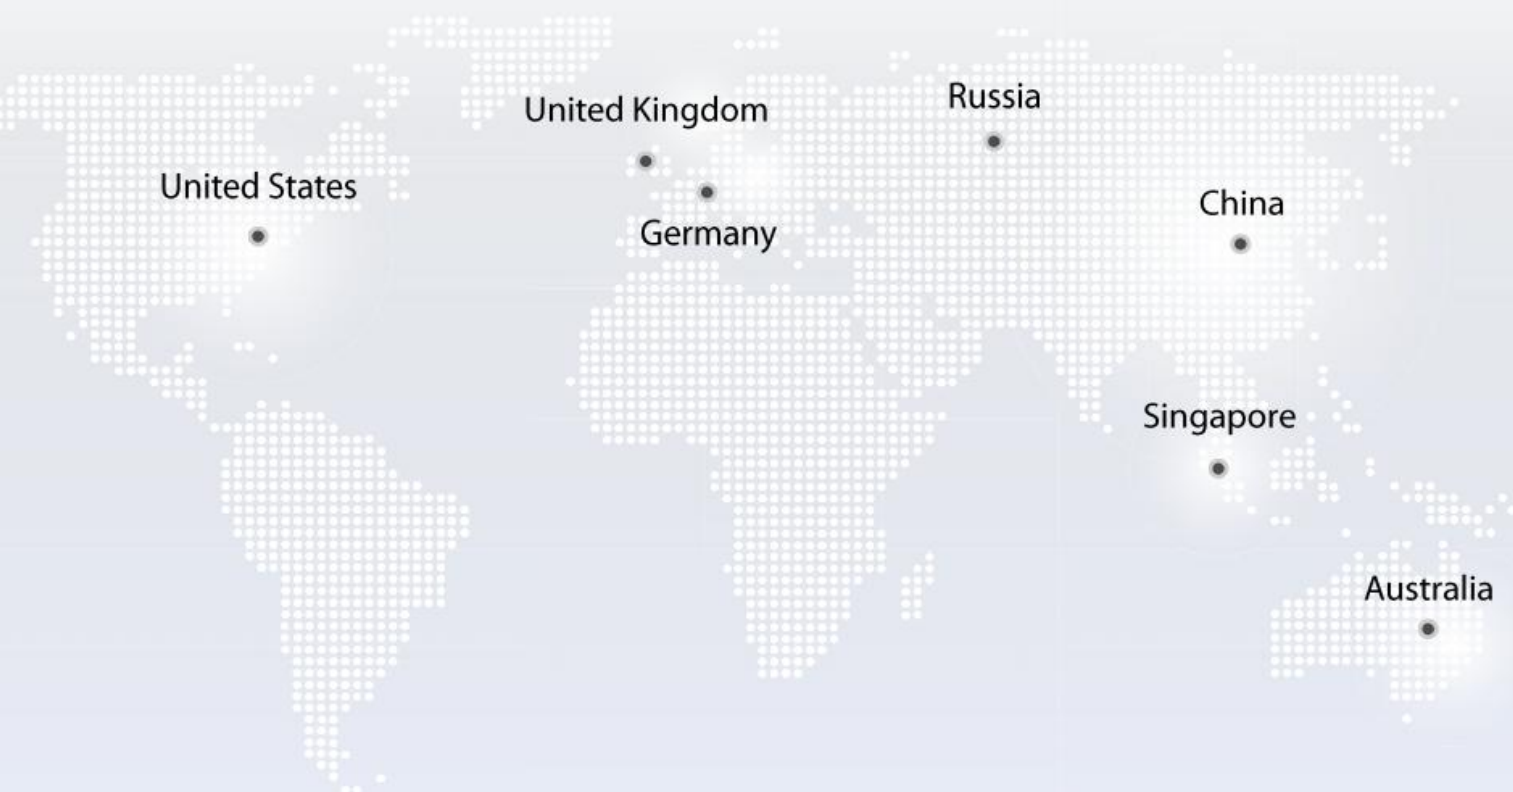 United Kingdom
Russia
United States
China
Germany
Singapore
Australia